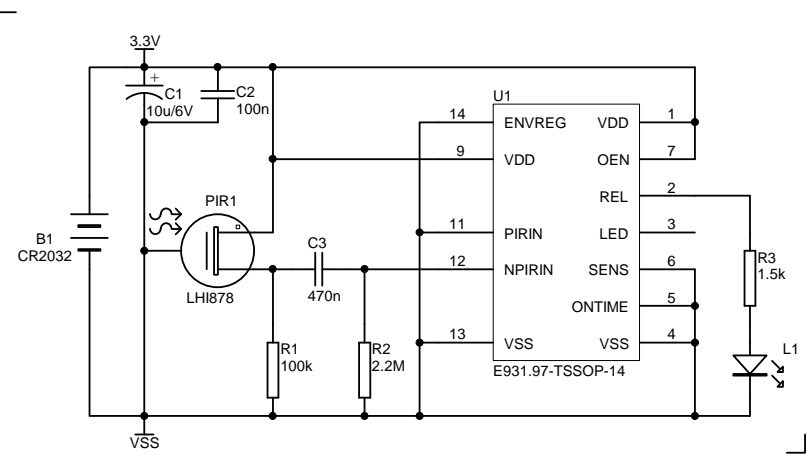 3.3V
+
C1
10u/6V
C2
100n
U1
14
ENVREG
VDD
1
9
VDD
OEN
7
REL
2
PIR1
11
PIRIN
LED
3
B1
CR2032
C3
470n
12
NPIRIN
SENS
6
R3
1.5k
LHI878
ONTIME
5
13
VSS
VSS
4
R1
100k
R2
2.2M
L1
E931.97-TSSOP-14
VSS